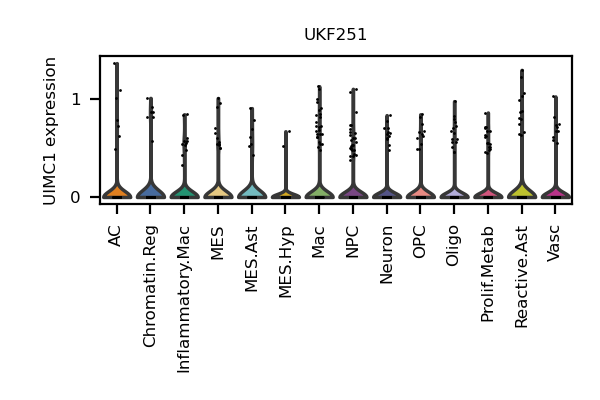 UKF251
UIMC1 expression
1
0
AC
Chromatin.Reg
Inflammatory.Mac
MES
MES.Ast
MES.Hyp
Mac
NPC
Neuron
OPC
Oligo
Prolif.Metab
Reactive.Ast
Vasc